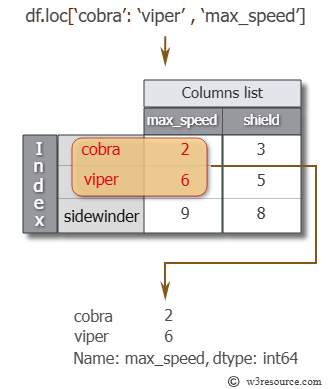 df.loc[‘cobra’: ‘viper’ , ‘max_speed’]
Columns list
max_speed shield
Index
cobra 2 3
viper 6 5
sidewinder 9 8
cobra 2
viper 6
Name: max_speed, dtype: int64
© w3resource.com